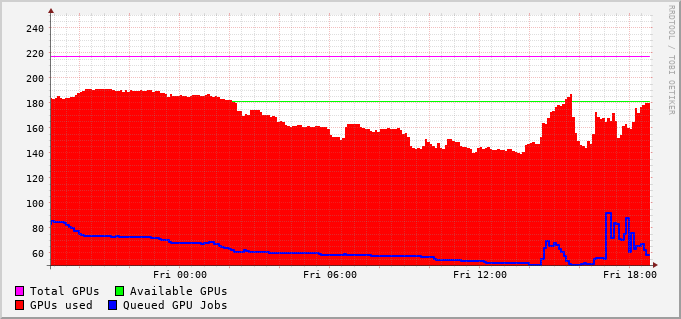 RRDTOOL / TOBI OETIKER
240
220
200
180
160
140
120
100
80
60
Fri 00:00 Fri 06:00 Fri 12:00 Fri 18:00
Total GPUs Available GPUs
GPUs used Queued GPU Jobs